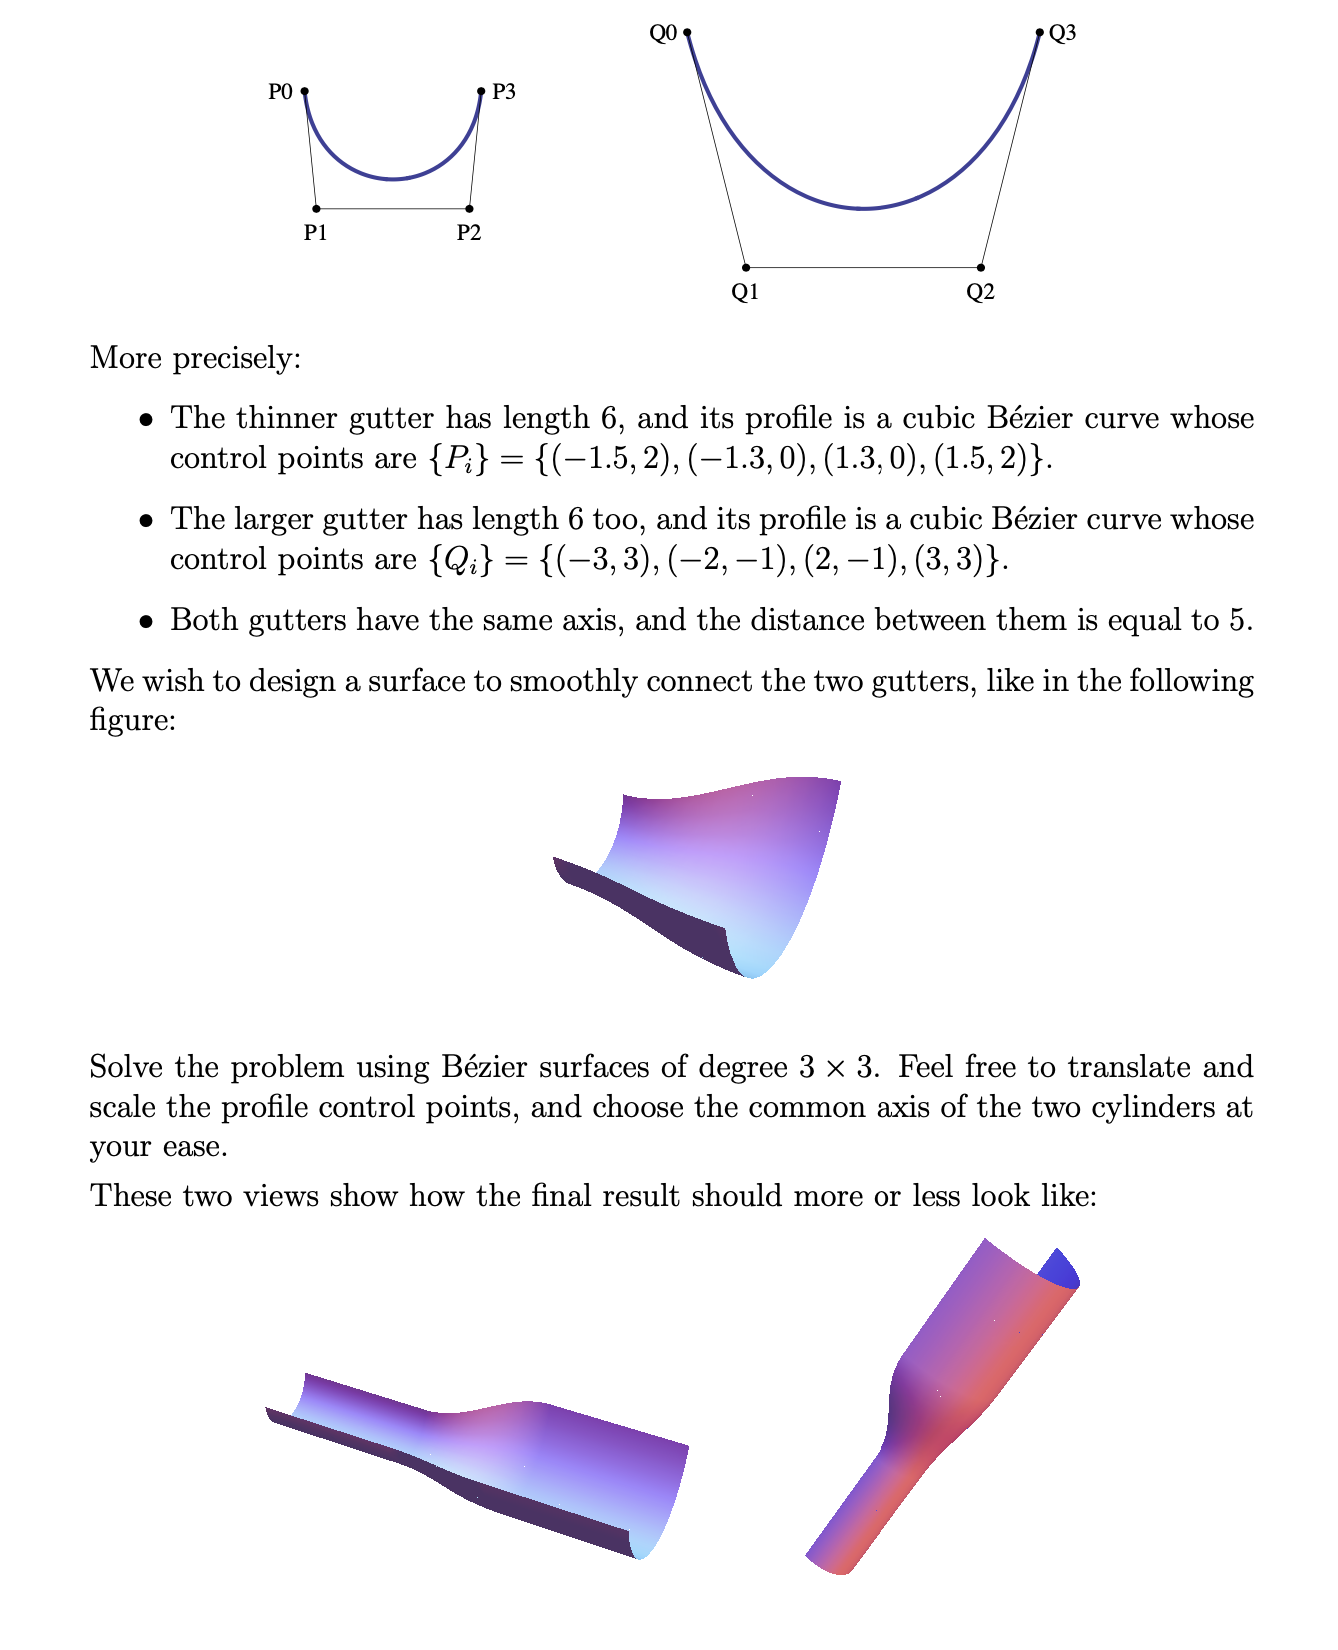 Q0 Q3
P0 P3
P1 P2
Q1 Q2
More precisely:
• The thinner gutter has length 6, and its profile is a cubic Bézier curve whose
control points are {Pᵢ} = {(−1.5, 2), (−1.3, 0), (1.3, 0), (1.5, 2)}.
• The larger gutter has length 6 too, and its profile is a cubic Bézier curve whose
control points are {Qᵢ} = {(−3, 3), (−2, −1), (2, −1), (3, 3)}.
• Both gutters have the same axis, and the distance between them is equal to 5.
We wish to design a surface to smoothly connect the two gutters, like in the following
figure:
Solve the problem using Bézier surfaces of degree 3 × 3. Feel free to translate and
scale the profile control points, and choose the common axis of the two cylinders at
your ease.
These two views show how the final result should more or less look like: